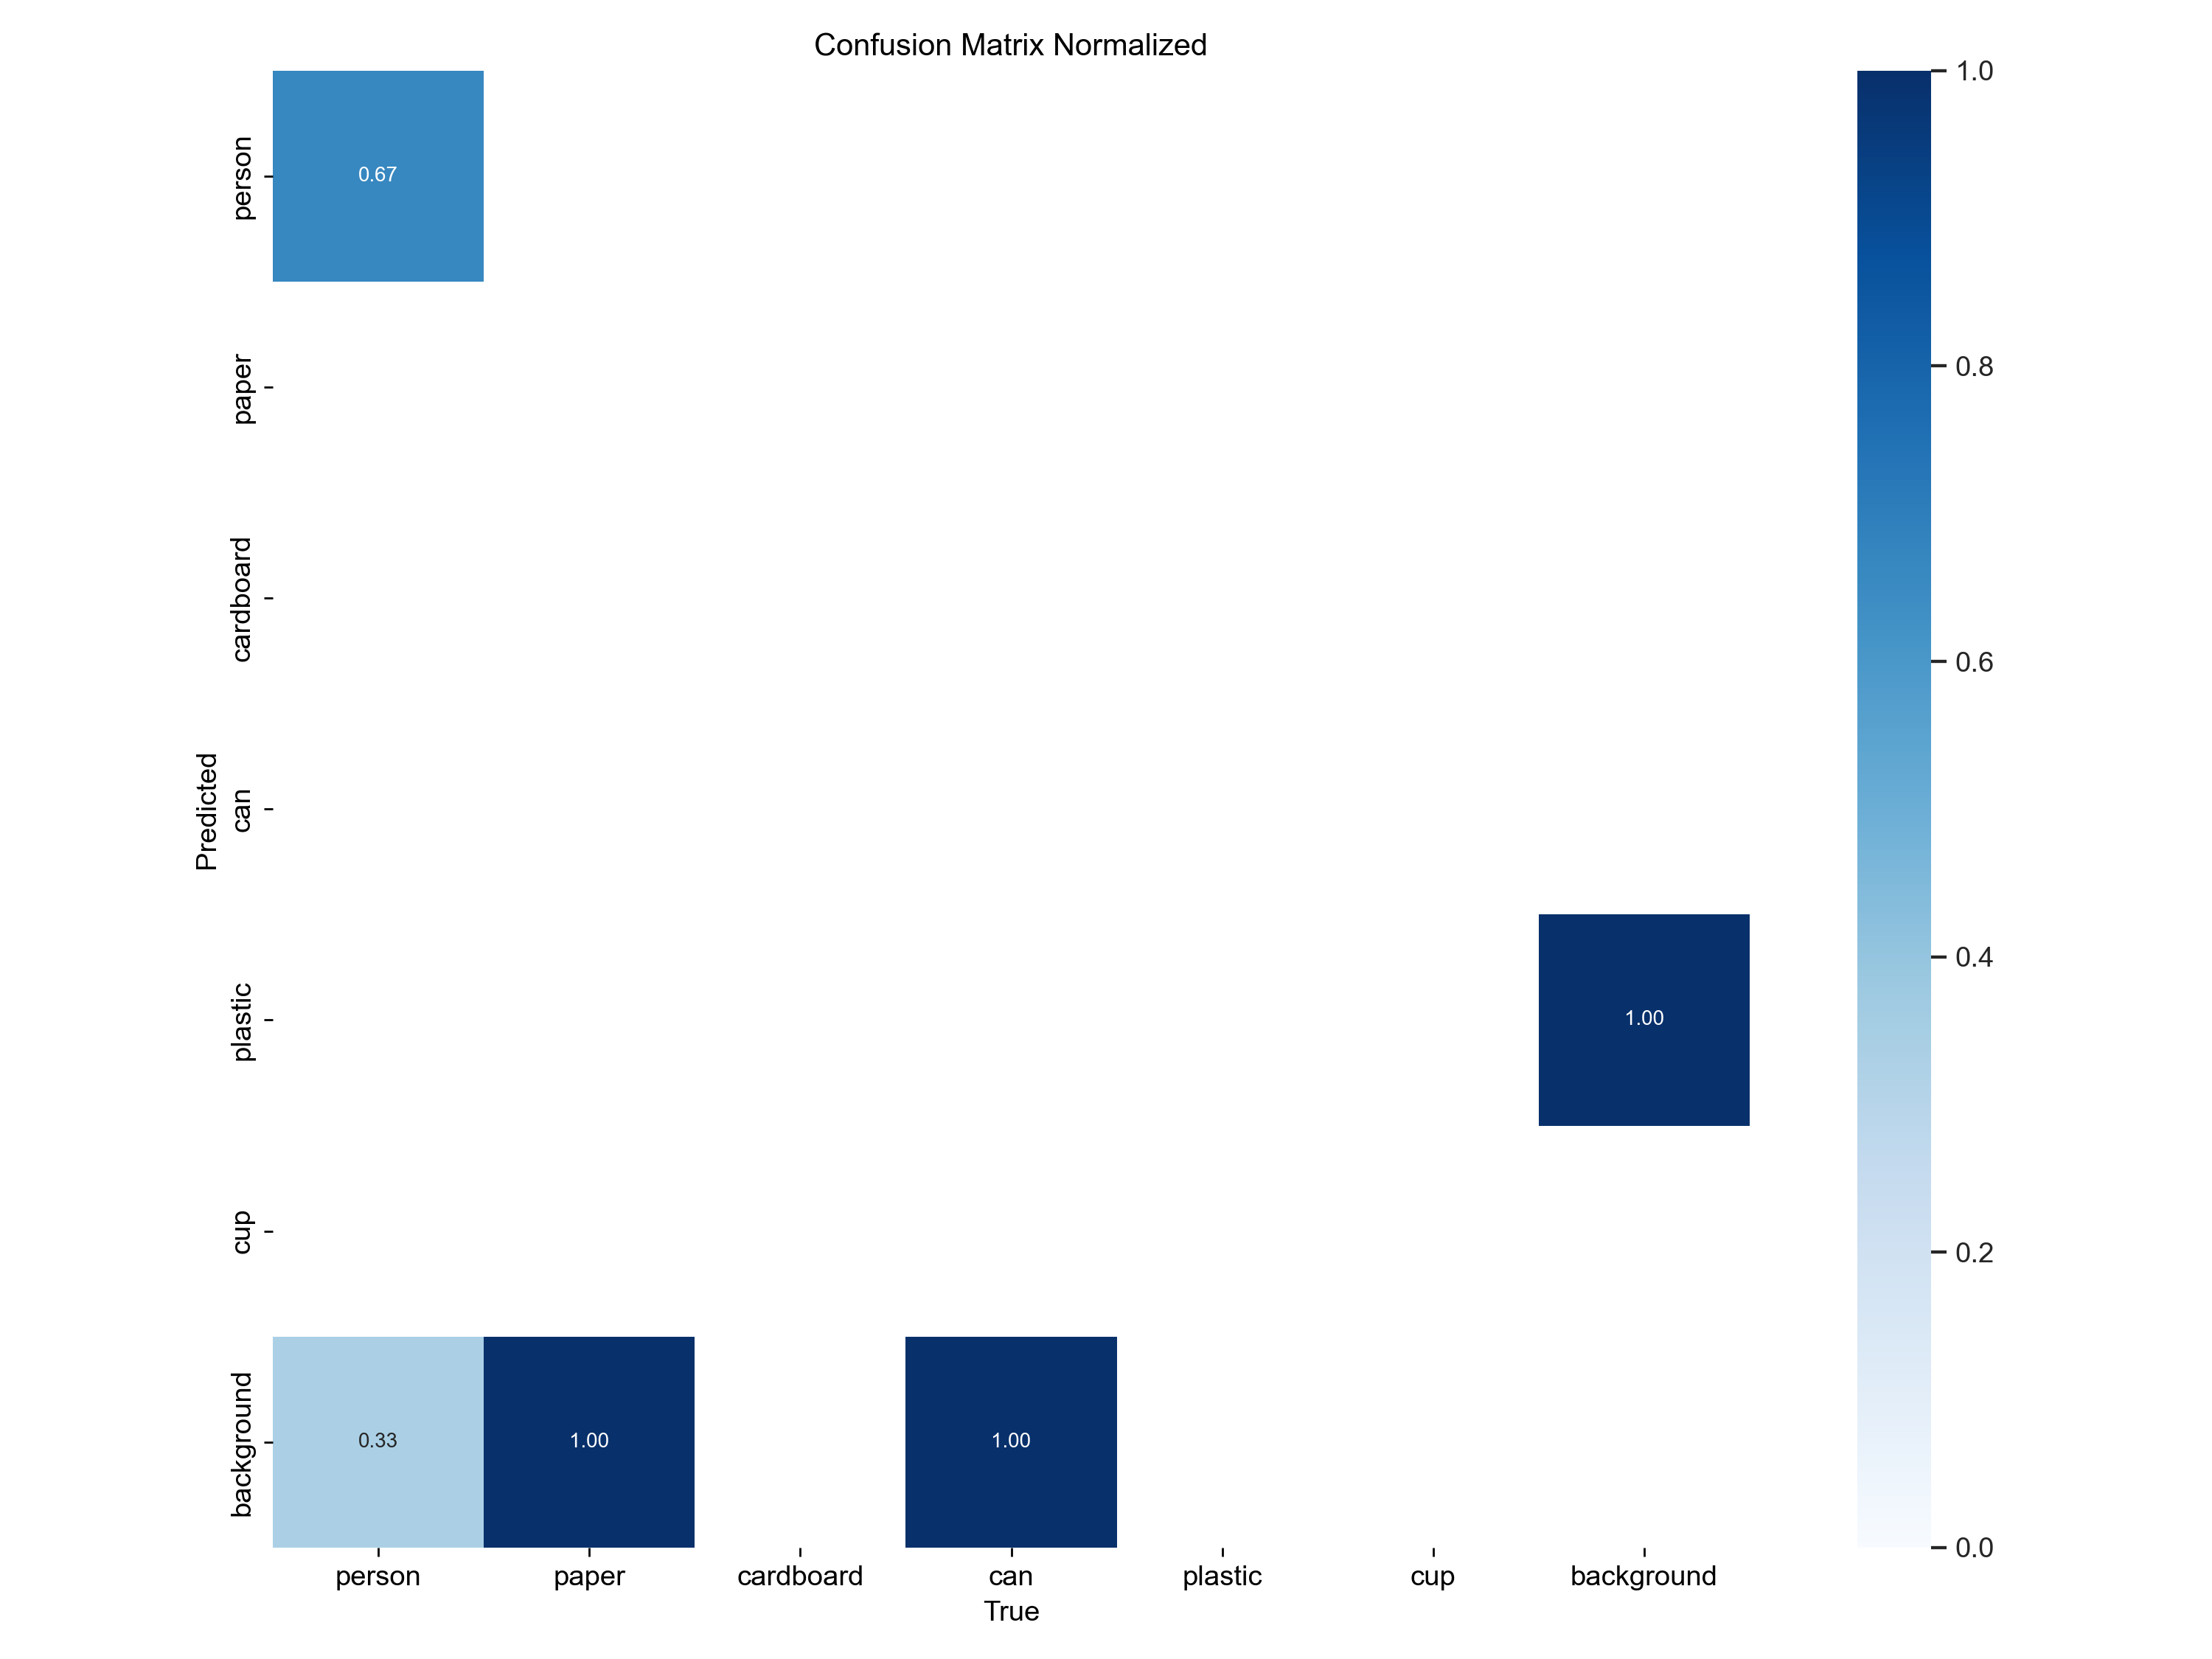 Confusion Matrix Normalized
person
paper
cardboard
can
plastic
cup
background
Predicted
0.67
1.00
0.33
1.00
1.00
person
paper
cardboard
can
plastic
cup
background
True
1.0
0.8
0.6
0.4
0.2
0.0